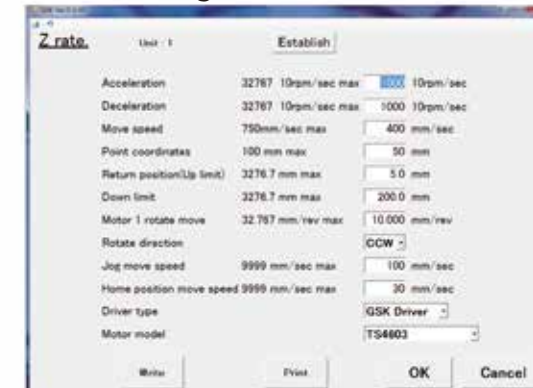 Z rate. Unit : 1 Establish
Acceleration 32767 10rpm/sec max 1000 10rpm/sec
Deceleration 32767 10rpm/sec max 1000 10rpm/sec
Move speed 750mm/sec max 400 mm/sec
Point coordinates 100 mm max 50 mm
Return position(Up limit) 3276.7 mm max 5.0 mm
Down limit 3276.7 mm max 200.0 mm
Motor 1 rotate move 32.767 mm/rev max 10.000 mm/rev
Rotate direction CCW
Jog move speed 9999 mm/sec max 100 mm/sec
Home position move speed 9999 mm/sec max 30 mm/sec
Driver type GSK Driver
Motor model TS4603
Write Print OK Cancel